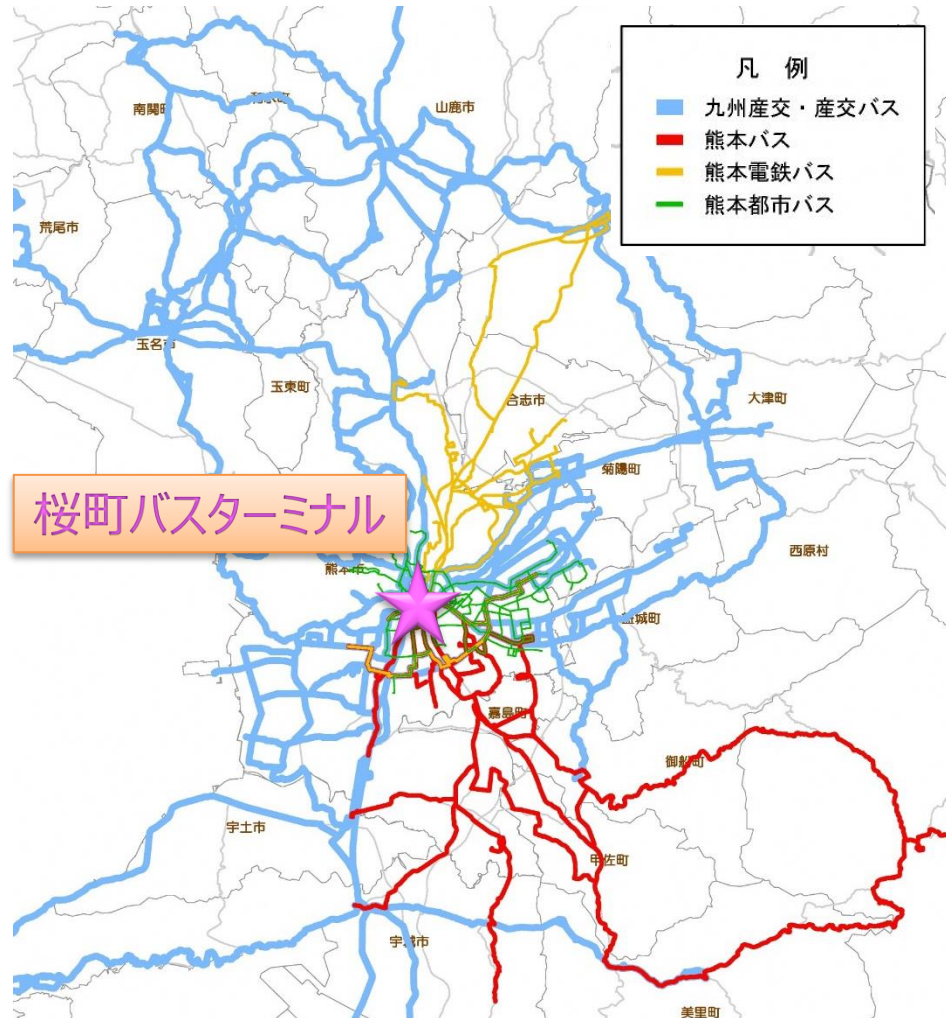 凡 例
九州産交・産交バス
熊本バス
熊本電鉄バス
熊本都市バス
南関町
山鹿市
荒尾市
玉名市
玉東町
合志市
大津町
菊陽町
桜町バスターミナル
熊本市
西原村
益城町
嘉島町
御船町
宇土市
甲佐町
宇城市
美里町